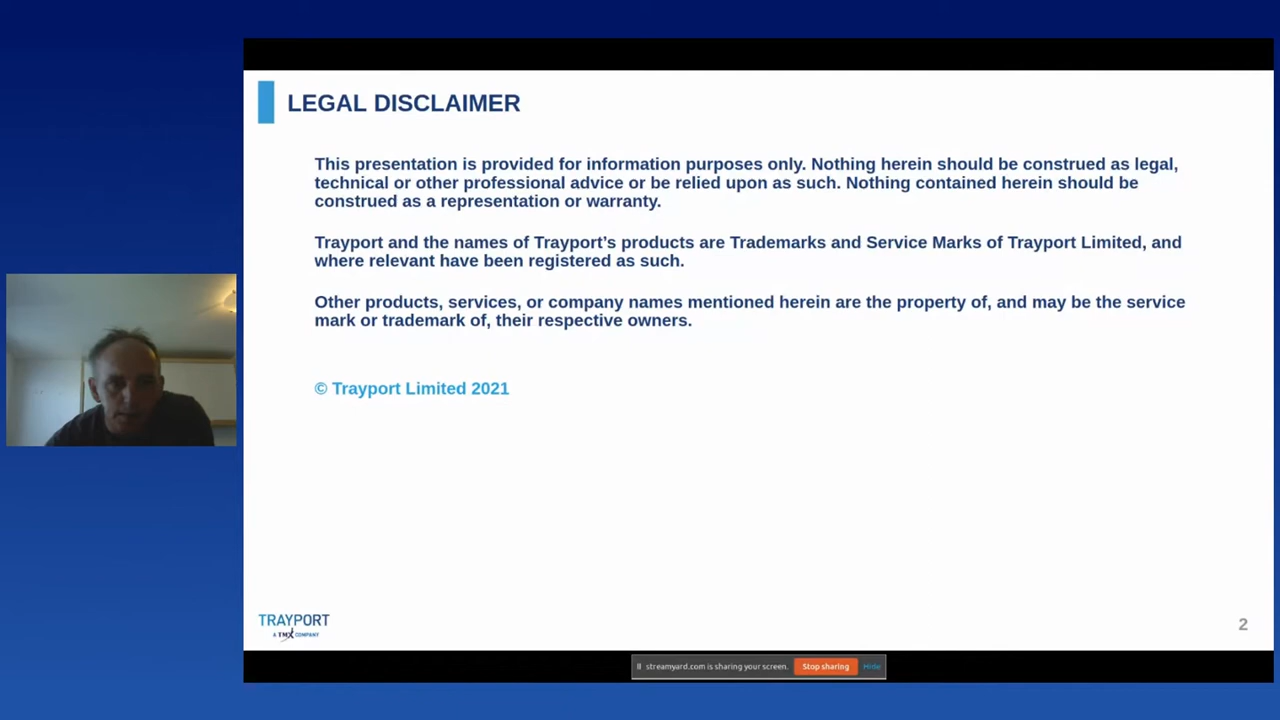 LEGAL DISCLAIMER
This presentation is provided for information purposes only. Nothing herein should be construed as legal,
technical or other professional advice or be relied upon as such. Nothing contained herein should be
construed as a representation or warranty.
Trayport and the names of Trayport’s products are Trademarks and Service Marks of Trayport Limited, and
where relevant have been registered as such.
Other products, services, or company names mentioned herein are the property of, and may be the service
mark or trademark of, their respective owners.
© Trayport Limited 2021
TRAYPORT
A TMX COMPANY
2
streamyard.com is sharing your screen. Stop sharing Hide